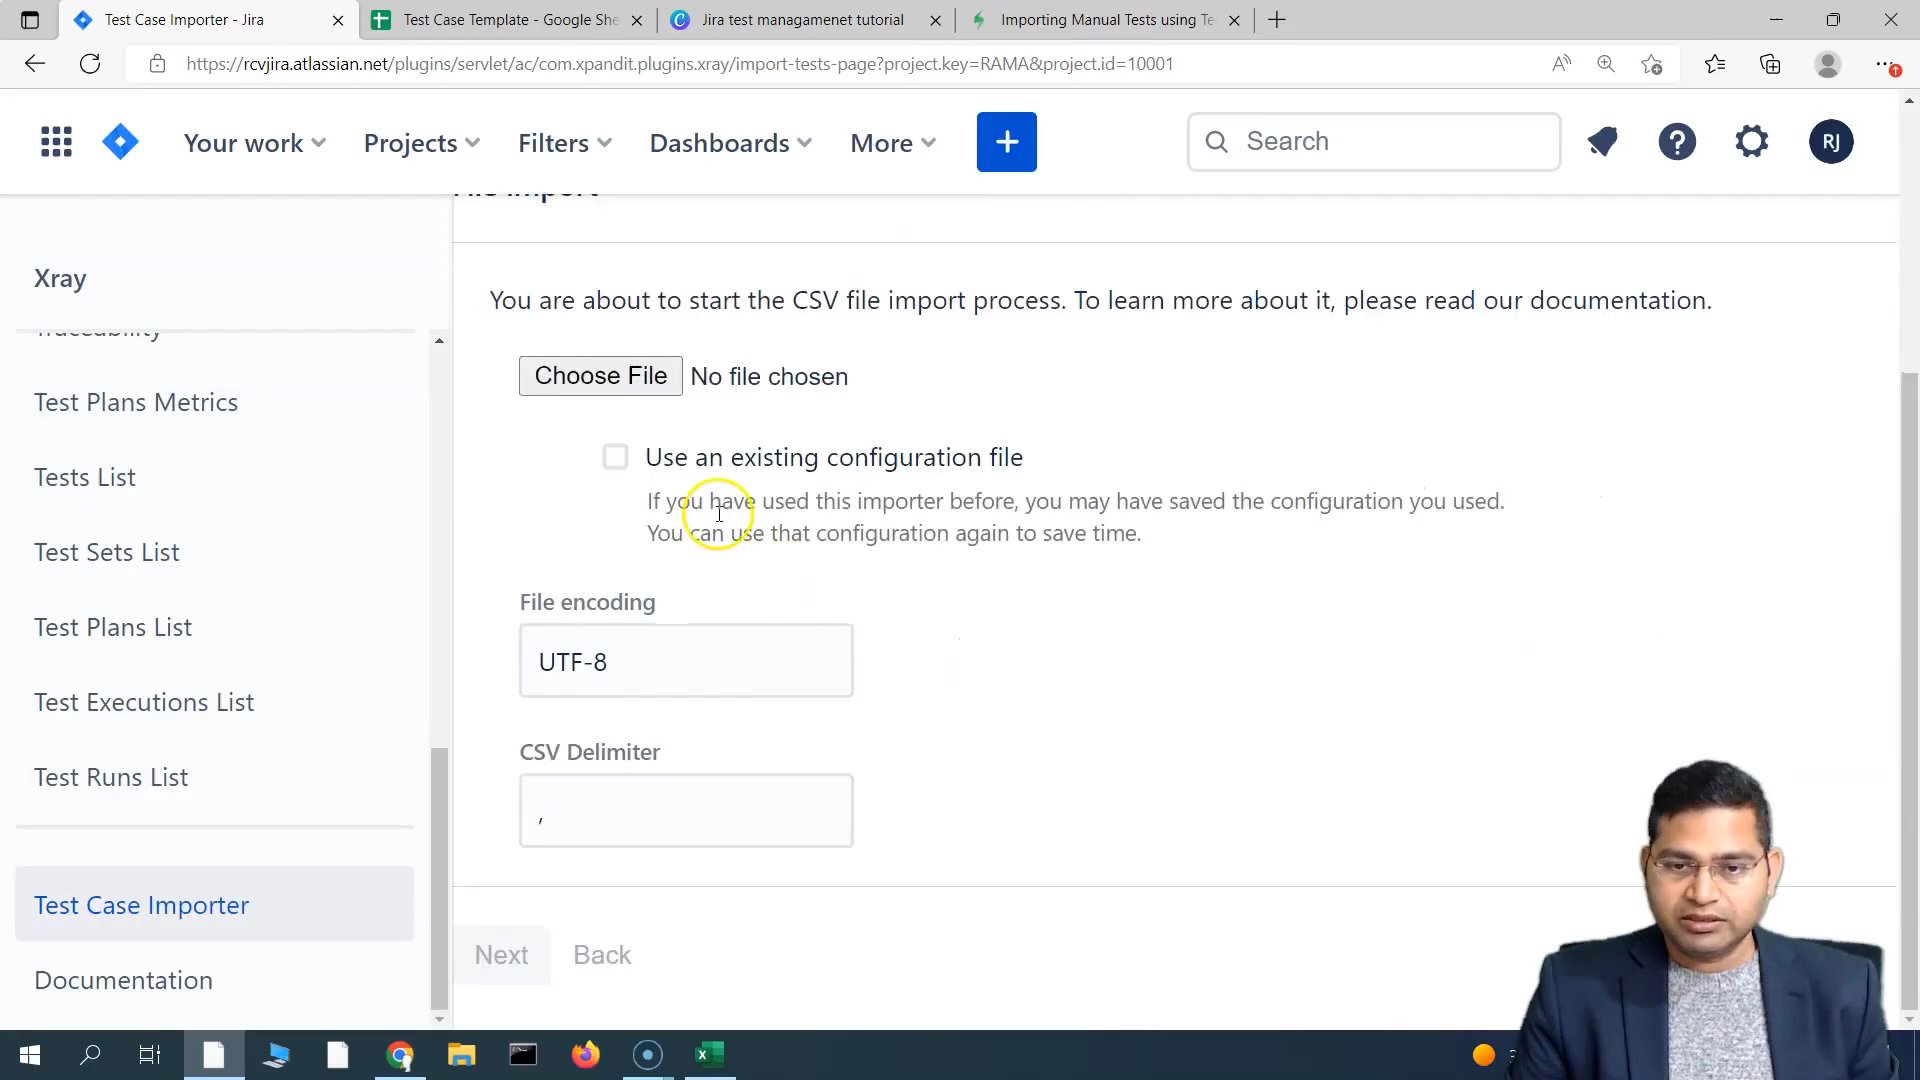 Test Case Importer - Jira
Test Case Template - Google She
Jira test managamenet tutorial
Importing Manual Tests using Te
https://rcvjira.atlassian.net/plugins/servlet/ac/com.xpandit.plugins.xray/import-tests-page?project.key=RAMA&project.id=10001
Your work
Projects
Filters
Dashboards
More
Search
RJ
File import
Xray
Traceability
Test Plans Metrics
Tests List
Test Sets List
Test Plans List
Test Executions List
Test Runs List
Test Case Importer
Documentation
You are about to start the CSV file import process. To learn more about it, please read our documentation.
Choose File No file chosen
Use an existing configuration file
If you have used this importer before, you may have saved the configuration you used.
You can use that configuration again to save time.
File encoding
UTF-8
CSV Delimiter
,
Next
Back